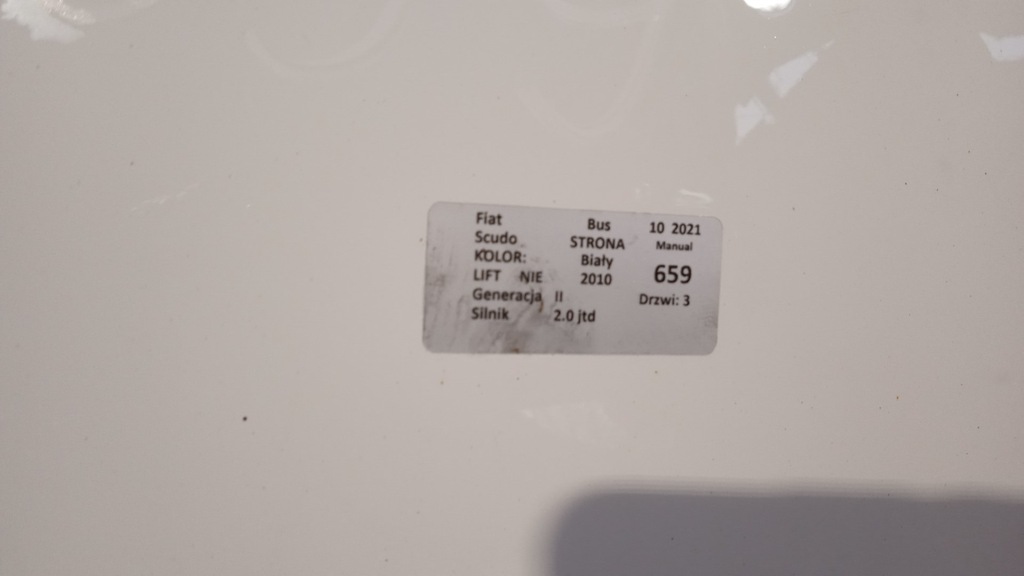 Fiat Bus 10 2021
Scudo STRONA Manual
KOLOR: Biały
LIFT NIE 2010 659
Generacja II Drzwi: 3
Silnik 2.0 jtd